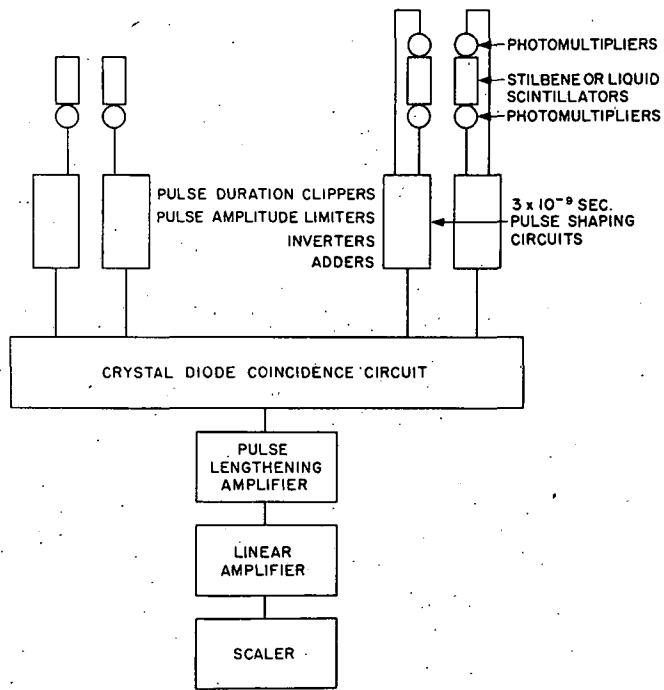 PHOTOMULTIPLIERS
STILBENE OR LIQUID
SCINTILLATORS
PHOTOMULTIPLIERS
PULSE DURATION CLIPPERS
PULSE AMPLITUDE LIMITERS
INVERTERS
ADDERS
3 x 10⁻⁹ SEC.
PULSE SHAPING
CIRCUITS
CRYSTAL DIODE COINCIDENCE CIRCUIT
PULSE
LENGTHENING
AMPLIFIER
LINEAR
AMPLIFIER
SCALER